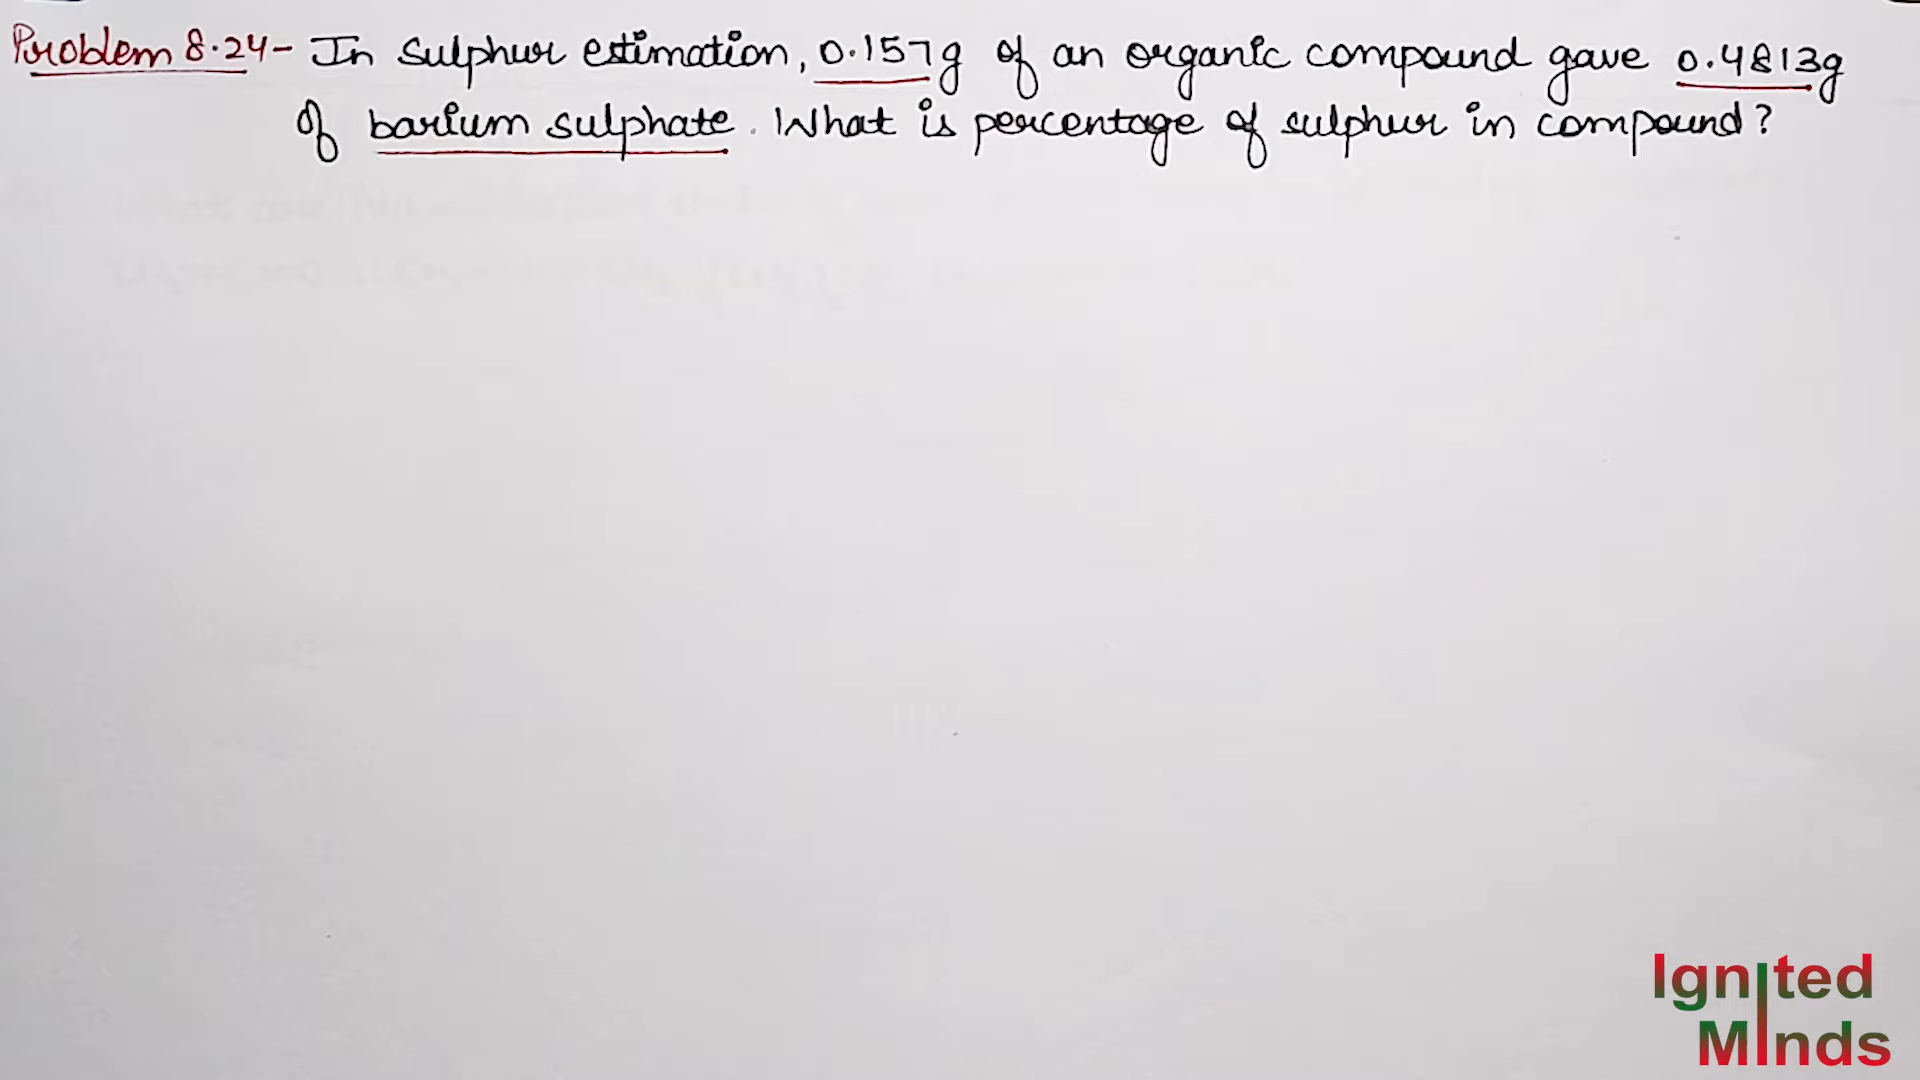 Problem 8.24- In sulphur estimation, 0.157g of an organic compound gave 0.4813g
of barium sulphate. What is percentage of sulphur in compound?
Ignited
Minds